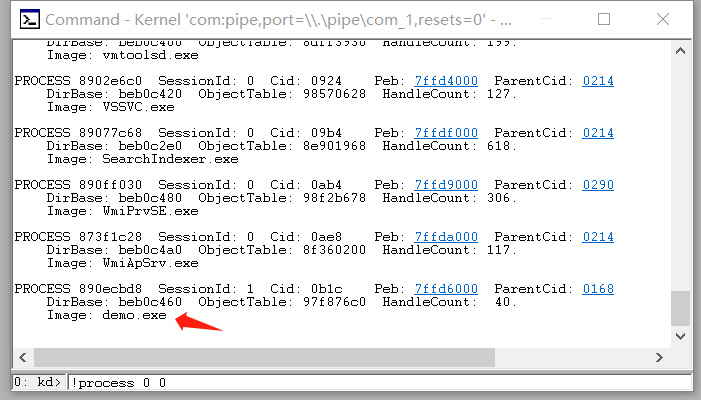 Command - Kernel 'com:pipe,port=\\.\pipe\com_1,resets=0' - ...
DirBase: beb0c400 ObjectTable: 8d1f3930 HandleCount: 199.
Image: vmtoolsd.exe
PROCESS 8902e6c0 SessionId: 0 Cid: 0924 Peb: 7ffd4000 ParentCid: 0214
DirBase: beb0c420 ObjectTable: 98570628 HandleCount: 127.
Image: VSSVC.exe
PROCESS 89077c68 SessionId: 0 Cid: 09b4 Peb: 7ffdf000 ParentCid: 0214
DirBase: beb0c2e0 ObjectTable: 8e901968 HandleCount: 618.
Image: SearchIndexer.exe
PROCESS 890ff030 SessionId: 0 Cid: 0ab4 Peb: 7ffd9000 ParentCid: 0290
DirBase: beb0c480 ObjectTable: 98f2b678 HandleCount: 306.
Image: WmiPrvSE.exe
PROCESS 873f1c28 SessionId: 0 Cid: 0ae8 Peb: 7ffda000 ParentCid: 0214
DirBase: beb0c4a0 ObjectTable: 8f360200 HandleCount: 117.
Image: WmiApSrv.exe
PROCESS 890ecbd8 SessionId: 1 Cid: 0b1c Peb: 7ffd6000 ParentCid: 0168
DirBase: beb0c460 ObjectTable: 97f876c0 HandleCount: 40.
Image: demo.exe
0: kd> !process 0 0